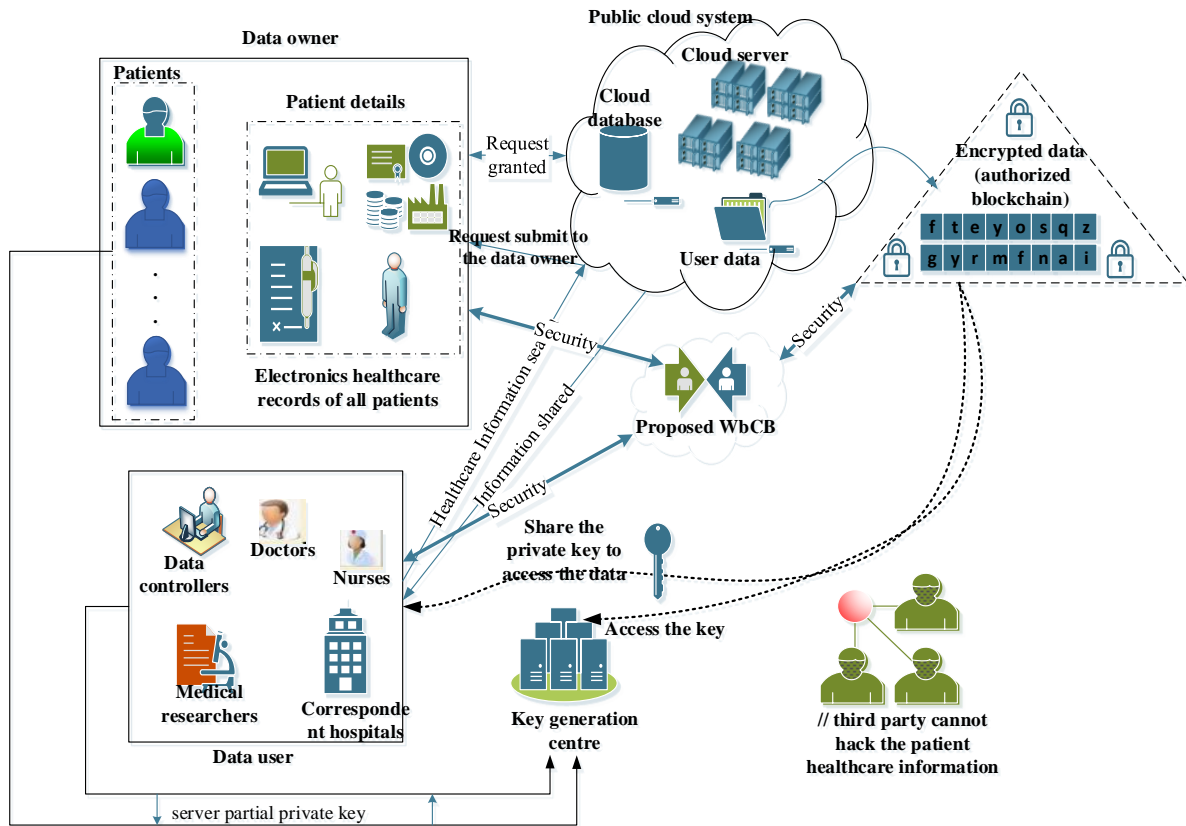 Public cloud system
Data owner
Cloud server
Patients
Cloud
database
Patient details
Request
granted
Encrypted data
(authorized
blockchain)
f t e y o s q z
g y r m f n a i
Request submit to
the data owner
User data
Security
Security
Healthcare Information sea
Information shared
Electronics healthcare
records of all patients
Proposed WbCB
Security
Data
controllers
Doctors
Nurses
Share the
private key to
access the data
Access the key
Medical
researchers
Corresponde
nt hospitals
Key generation
centre
// third party cannot
hack the patient
healthcare information
Data user
server partial private key